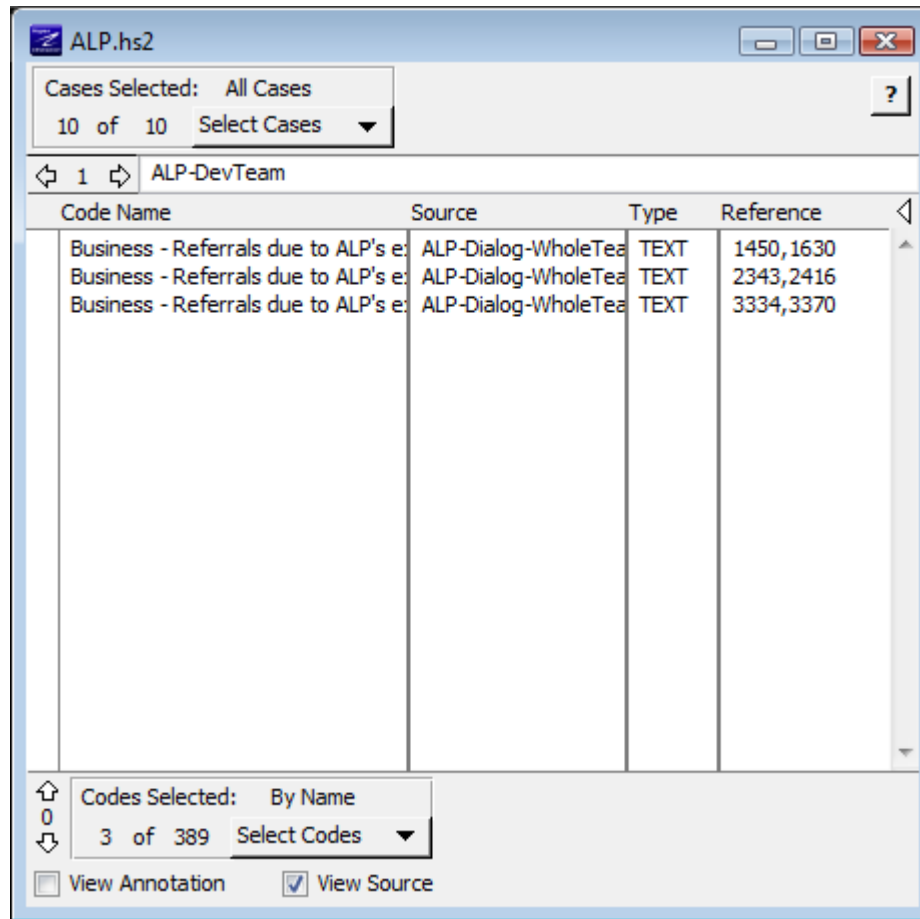 ALP.hs2
Cases Selected: All Cases
10 of 10 Select Cases
?
1 ALP-DevTeam
Code Name Source Type Reference
Business - Referrals due to ALP's e: ALP-Dialog-WholeTea TEXT 1450,1630
Business - Referrals due to ALP's e: ALP-Dialog-WholeTea TEXT 2343,2416
Business - Referrals due to ALP's e: ALP-Dialog-WholeTea TEXT 3334,3370
Codes Selected: By Name
0
3 of 389 Select Codes
View Annotation View Source